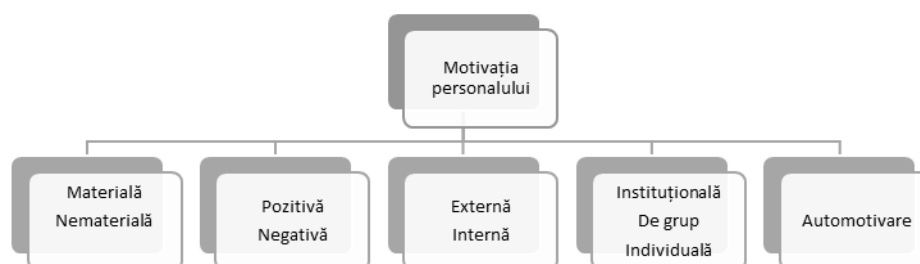 Motivația
personalului
Materială
Nematerială
Pozitivă
Negativă
Externă
Internă
Instituțională
De grup
Individuală
Automotivare